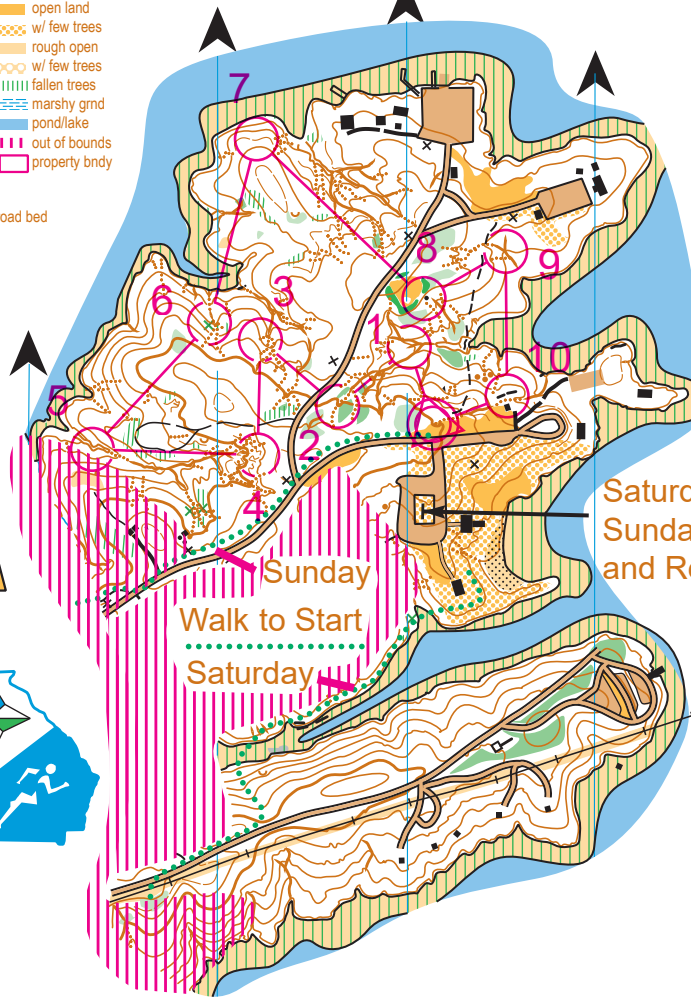 open land
w/ few trees
rough open
w/ few trees
fallen trees
marshy grnd
pond/lake
out of bounds
property bndy
oad bed
7
8
9
3
6
1
10
5
2
4
Saturd
Sunda
and Re
Sunday
Walk to Start
Saturday